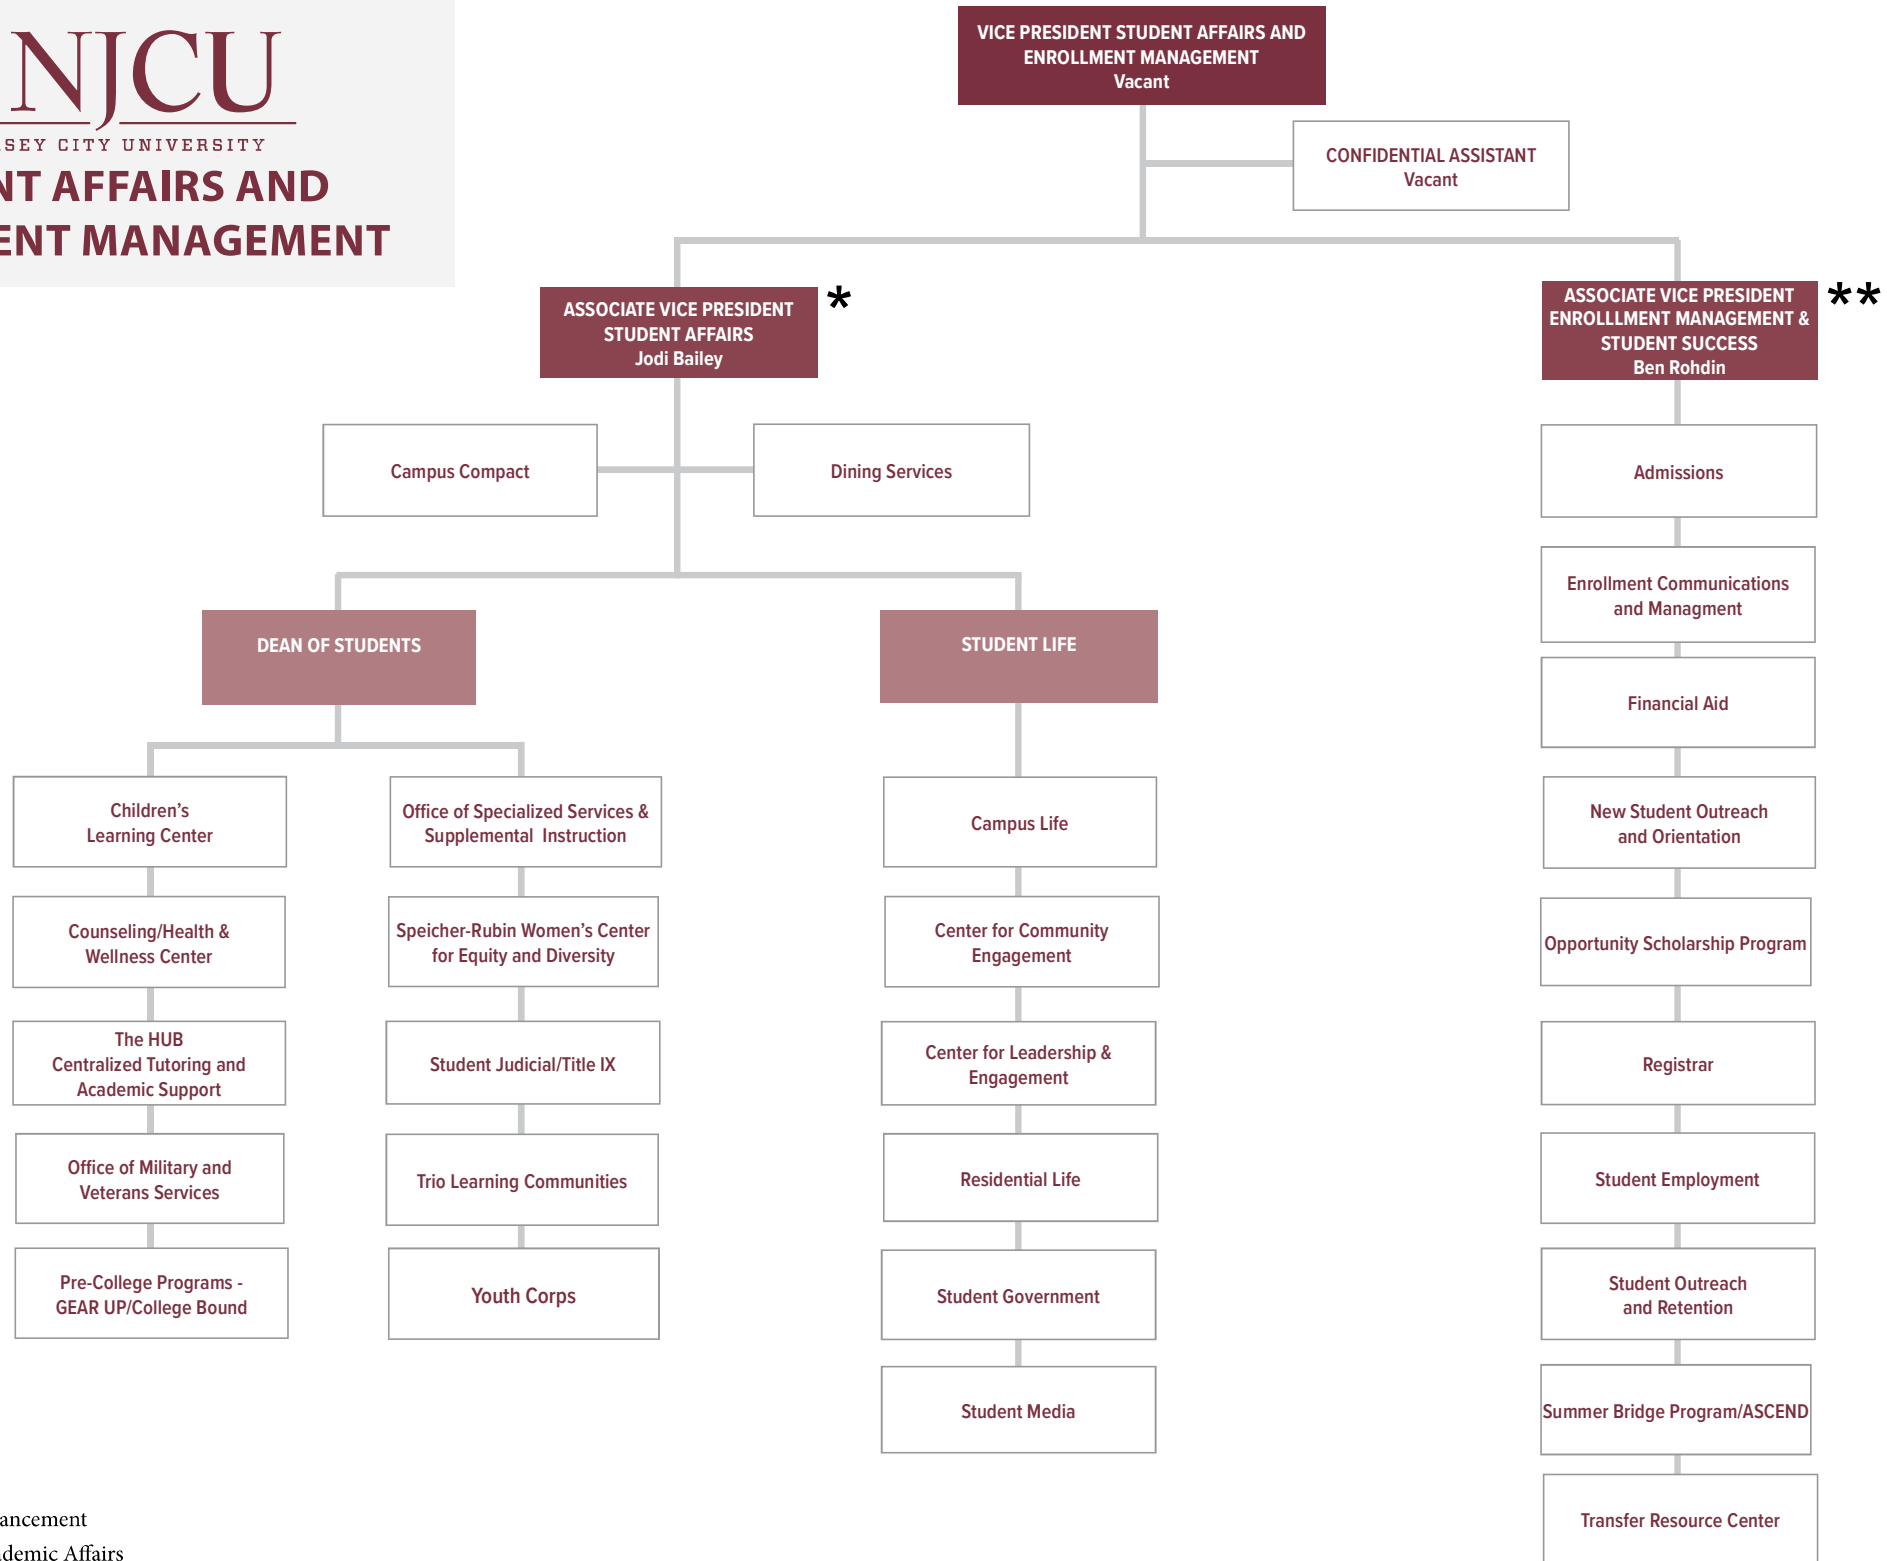 NJCU
SEY CITY UNIVERSITY
NT AFFAIRS AND
ENT MANAGEMENT
VICE PRESIDENT STUDENT AFFAIRS AND
ENROLLMENT MANAGEMENT
Vacant
CONFIDENTIAL ASSISTANT
Vacant
ASSOCIATE VICE PRESIDENT
STUDENT AFFAIRS
Jodi Bailey
*
ASSOCIATE VICE PRESIDENT
ENROLLLMENT MANAGEMENT &
STUDENT SUCCESS
Ben Rohdin
**
Campus Compact
Dining Services
DEAN OF STUDENTS
STUDENT LIFE
Children's
Learning Center
Counseling/Health &
Wellness Center
The HUB
Centralized Tutoring and
Academic Support
Office of Military and
Veterans Services
Pre-College Programs -
GEAR UP/College Bound
Office of Specialized Services &
Supplemental Instruction
Speicher-Rubin Women's Center
for Equity and Diversity
Student Judicial/Title IX
Trio Learning Communities
Youth Corps
Campus Life
Center for Community
Engagement
Center for Leadership &
Engagement
Residential Life
Student Government
Student Media
Admissions
Enrollment Communications
and Managment
Financial Aid
New Student Outreach
and Orientation
Opportunity Scholarship Program
Registrar
Student Employment
Student Outreach
and Retention
Summer Bridge Program/ASCEND
Transfer Resource Center
ancement
demic Affairs